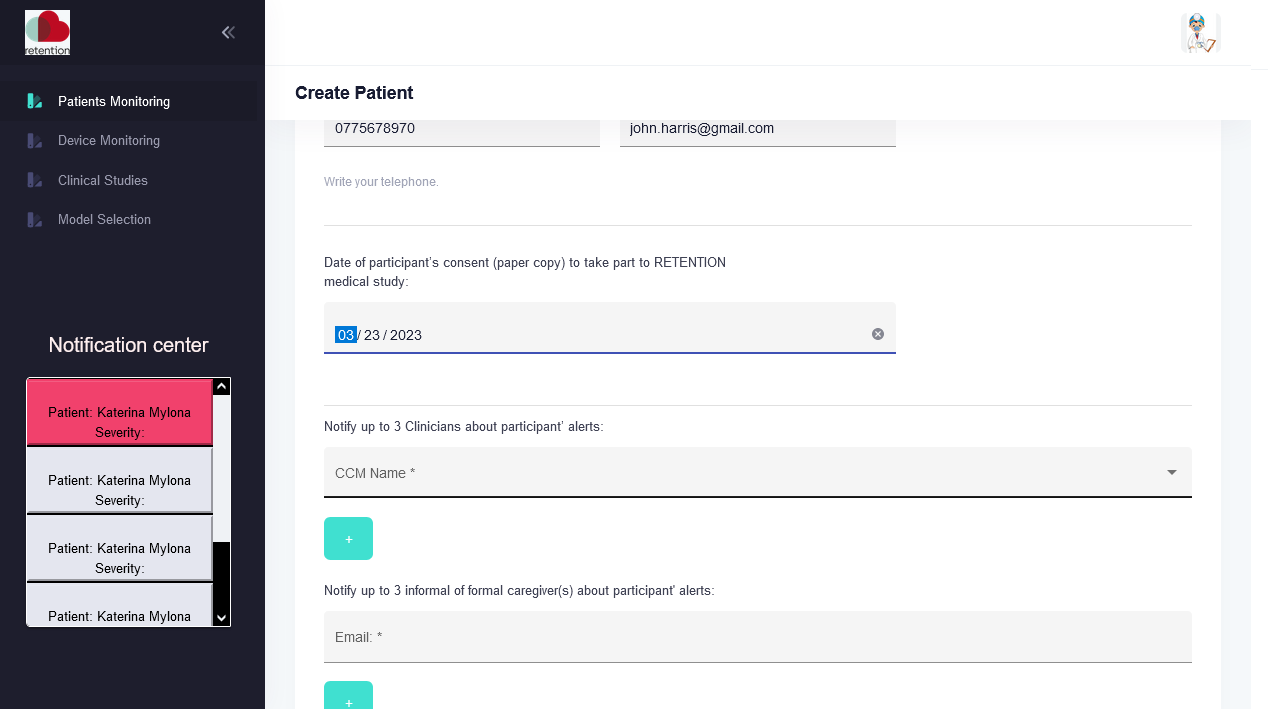 retention
Patients Monitoring
Device Monitoring
Clinical Studies
Model Selection
Notification center
Patient: Katerina Mylona
Severity:
Patient: Katerina Mylona
Severity:
Patient: Katerina Mylona
Severity:
Patient: Katerina Mylona
Create Patient
0775678970
john.harris@gmail.com
Write your telephone.
Date of participant's consent (paper copy) to take part to RETENTION
medical study:
03 / 23 / 2023
Notify up to 3 Clinicians about participant' alerts:
CCM Name *
+
Notify up to 3 informal of formal caregiver(s) about participant' alerts:
Email: *
+